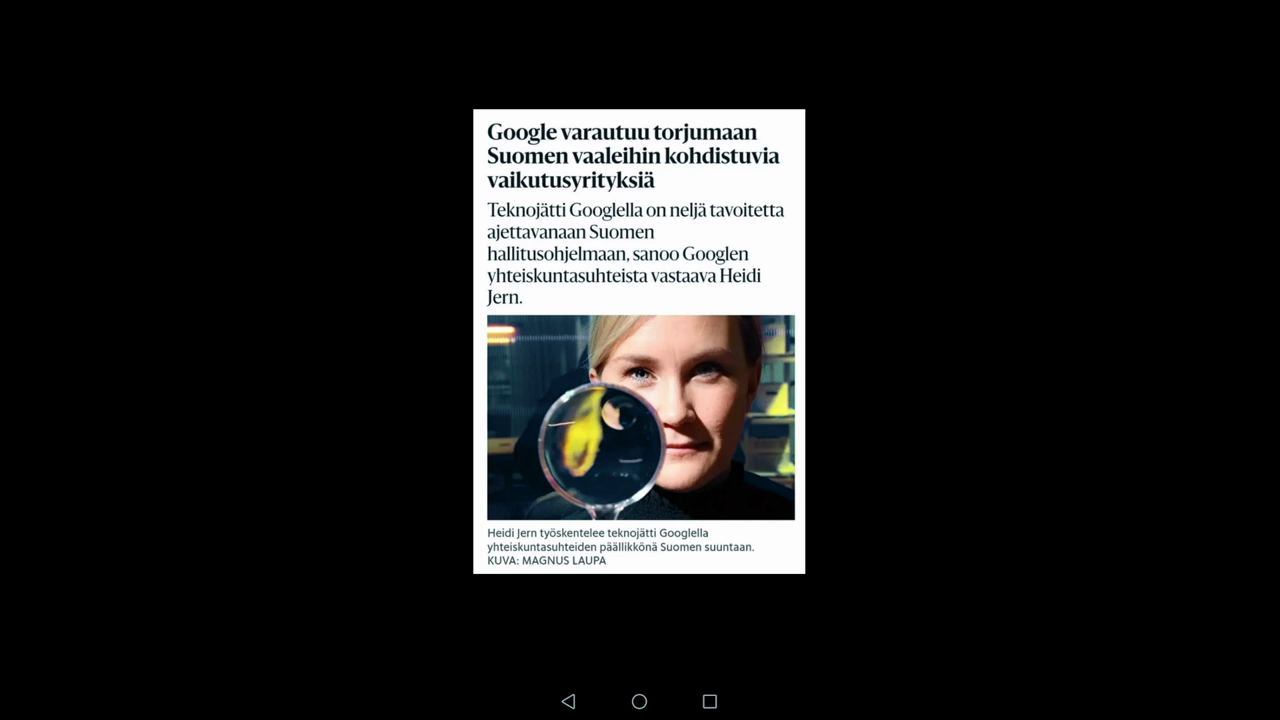 Google varautuu torjumaan
Suomen vaaleihin kohdistuvia
vaikutusyrityksiä
Teknojätti Googlella on neljä tavoitetta
ajettavanaan Suomen
hallitusohjelmaan, sanoo Googlen
yhteiskuntasuhteista vastaava Heidi
Jern.
Heidi Jern työskentelee teknojätti Googlella
yhteiskuntasuhteiden päällikkönä Suomen suuntaan.
KUVA: MAGNUS LAUPA